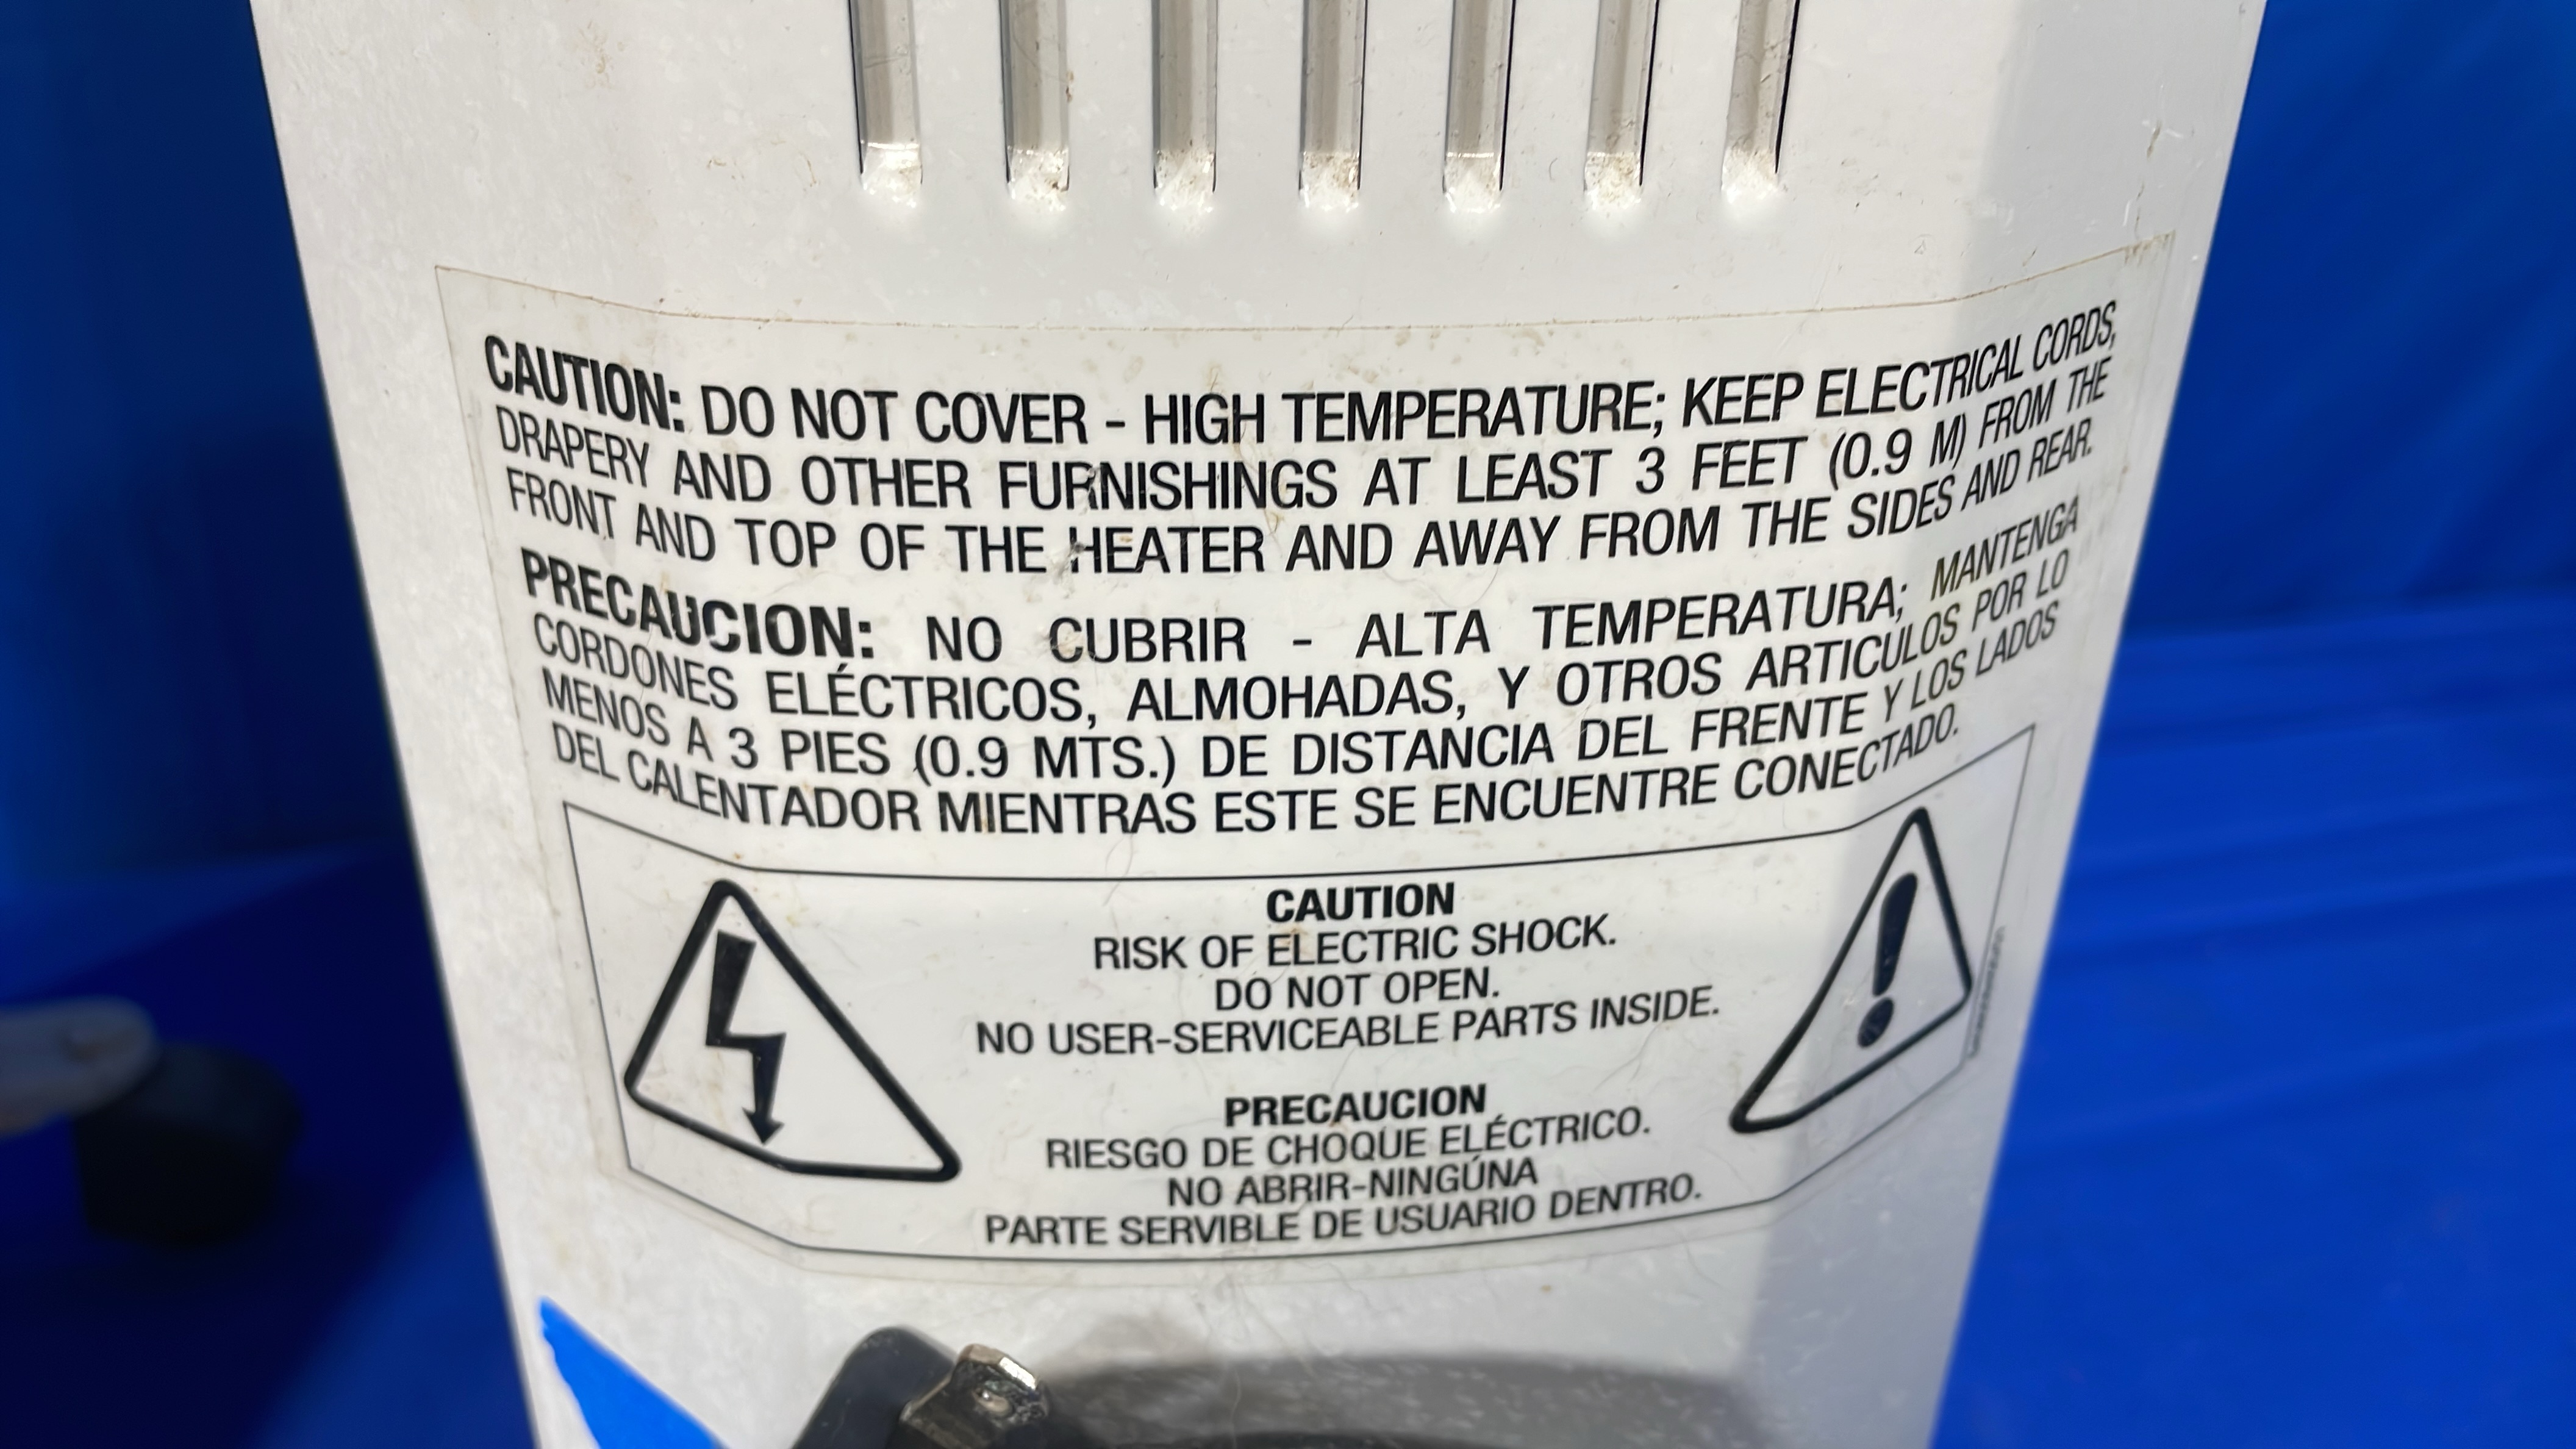 CAUTION: DO NOT COVER - HIGH TEMPERATURE; KEEP ELECTRICAL CORDS,
DRAPERY AND OTHER FURNISHINGS AT LEAST 3 FEET (0.9 M) FROM THE
FRONT AND TOP OF THE HEATER AND AWAY FROM THE SIDES AND REAR.
PRECAUCION: NO CUBRIR - ALTA TEMPERATURA; MANTENGA
CORDONES ELÉCTRICOS, ALMOHADAS, Y OTROS ARTICULOS POR LO
MENOS A 3 PIES (0.9 MTS.) DE DISTANCIA DEL FRENTE Y LOS LADOS
DEL CALENTADOR MIENTRAS ESTE SE ENCUENTRE CONECTADO.
CAUTION
RISK OF ELECTRIC SHOCK.
DO NOT OPEN.
NO USER-SERVICEABLE PARTS INSIDE.
PRECAUCION
RIESGO DE CHOQUE ELÉCTRICO.
NO ABRIR-NINGÚNA
PARTE SERVIBLE DE USUARIO DENTRO.